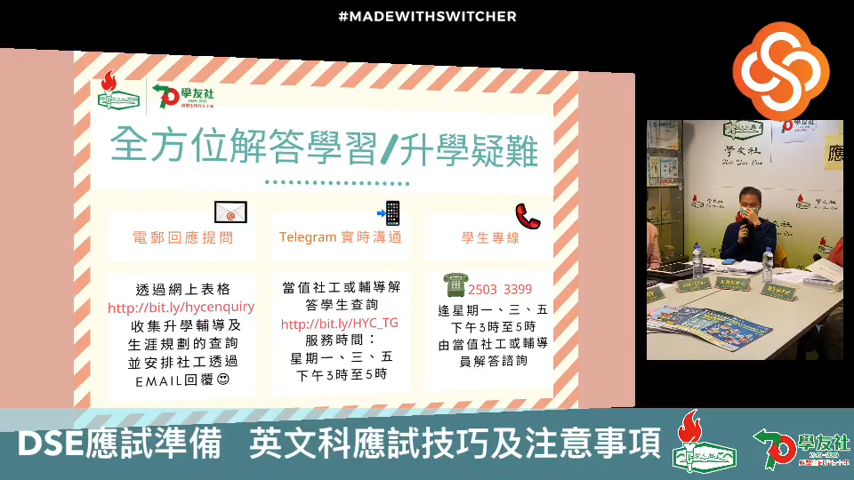 #MADEWITHSWITCHER
學友社
全方位解答學習/升學疑難
電郵回應提問
透過網上表格
http://bit.ly/hycenquiry
收集升學輔導及
生涯規劃的查詢
並安排社工透過
EMAIL回覆
Telegram 實時溝通
當值社工或輔導員解
答學生查詢
http://bit.ly/HYC_TG
服務時間：
星期一、三、五
下午3時至5時
學生專線
2503 3399
逢星期一、三、五
下午3時至5時
由當值社工或輔導
員解答諮詢
學友社
DSE應試準備 英文科應試技巧及注意事項
學友社